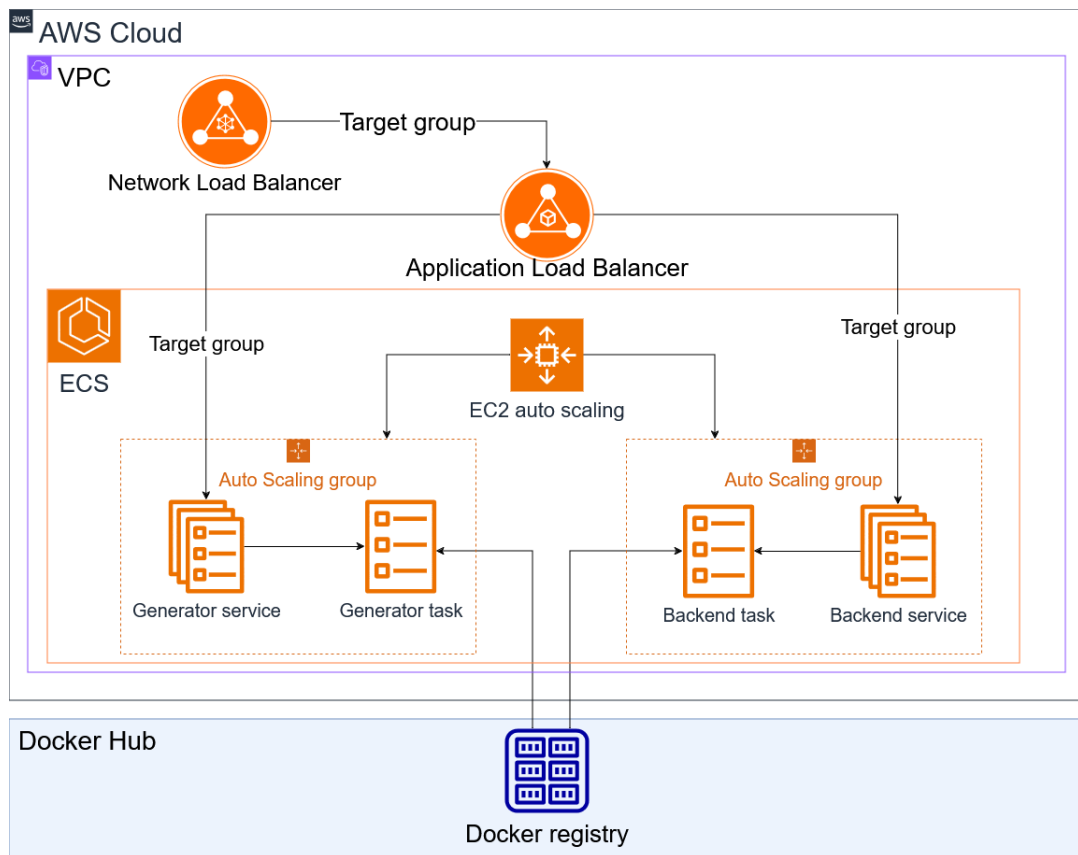 aws
AWS Cloud
VPC
Target group
Network Load Balancer
Application Load Balancer
Target group
Target group
ECS
EC2 auto scaling
Auto Scaling group
Auto Scaling group
Generator service
Generator task
Backend task
Backend service
Docker Hub
Docker registry